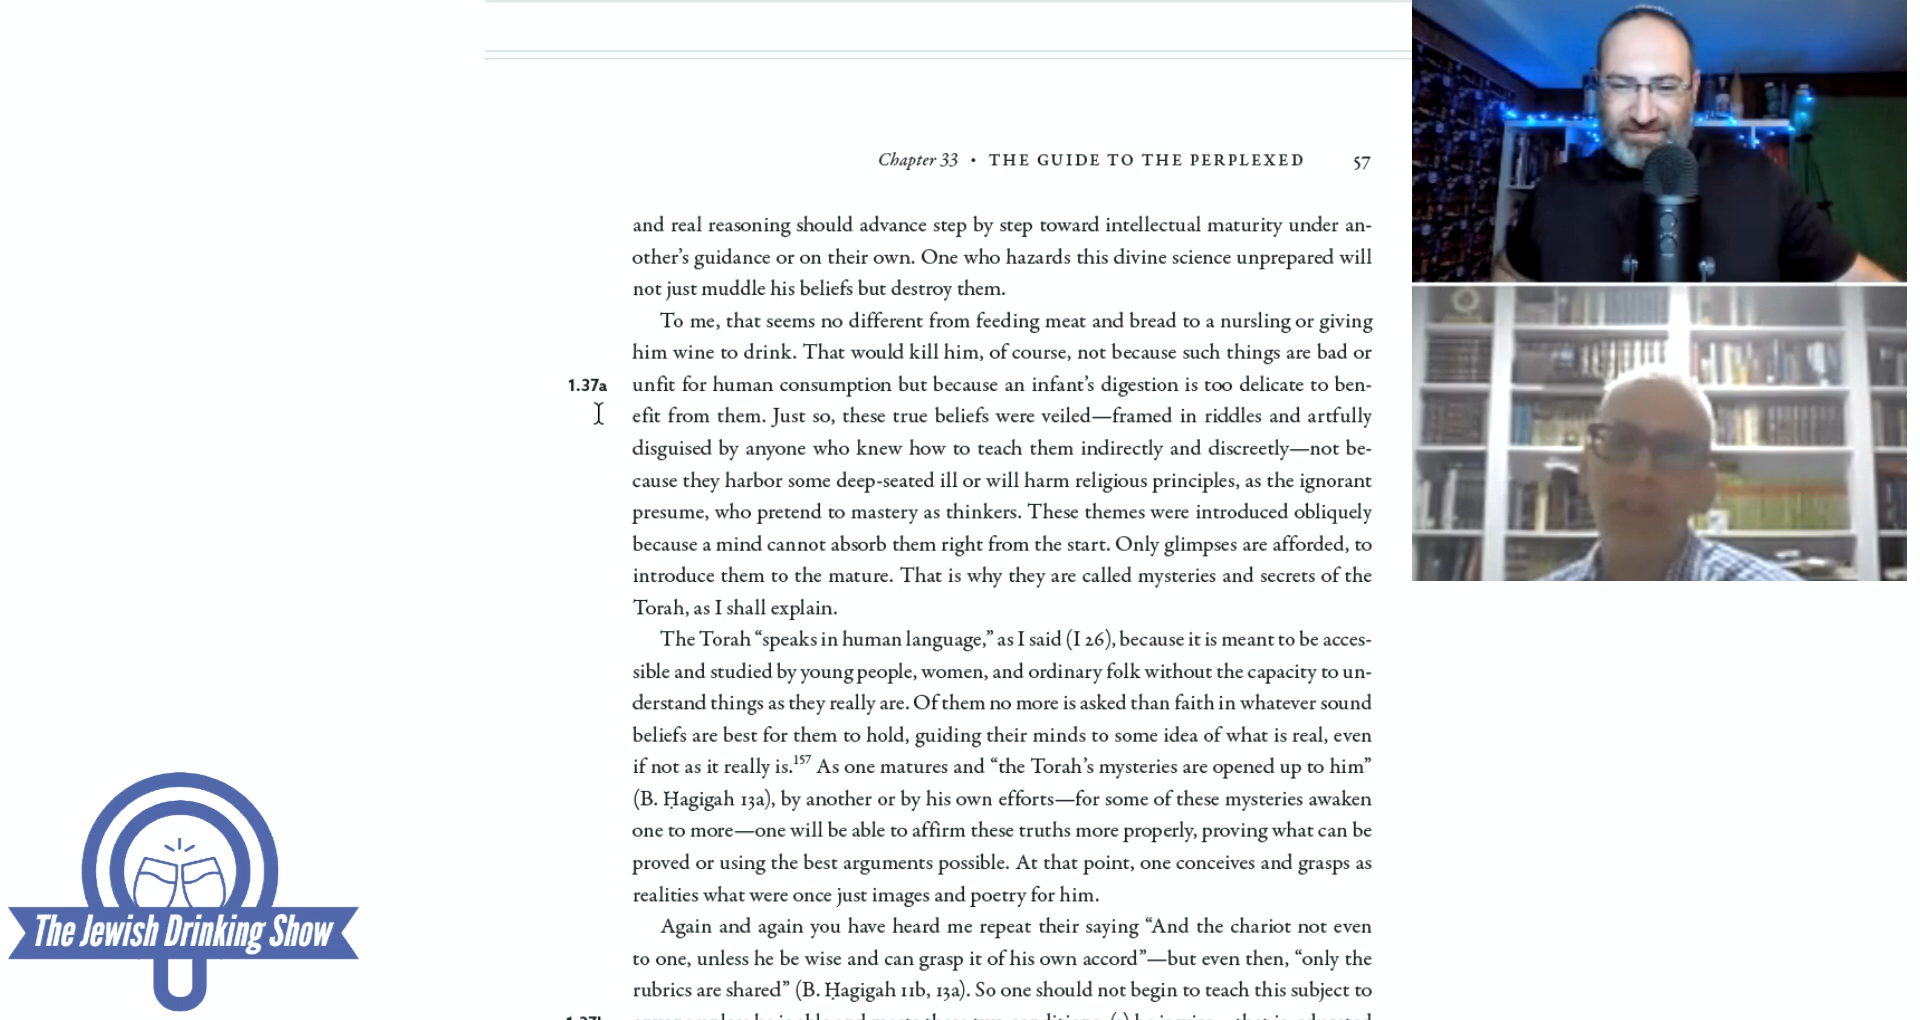 Chapter 33 • THE GUIDE TO THE PERPLEXED 57
and real reasoning should advance step by step toward intellectual maturity under an-
other's guidance or on their own. One who hazards this divine science unprepared will
not just muddle his beliefs but destroy them.
To me, that seems no different from feeding meat and bread to a nursling or giving
him wine to drink. That would kill him, of course, not because such things are bad or
1.37a unfit for human consumption but because an infant's digestion is too delicate to ben-
efit from them. Just so, these true beliefs were veiled—framed in riddles and artfully
disguised by anyone who knew how to teach them indirectly and discreetly—not be-
cause they harbor some deep-seated ill or will harm religious principles, as the ignorant
presume, who pretend to mastery as thinkers. These themes were introduced obliquely
because a mind cannot absorb them right from the start. Only glimpses are afforded, to
introduce them to the mature. That is why they are called mysteries and secrets of the
Torah, as I shall explain.
The Torah “speaks in human language,” as I said (I 26), because it is meant to be acces-
sible and studied by young people, women, and ordinary folk without the capacity to un-
derstand things as they really are. Of them no more is asked than faith in whatever sound
beliefs are best for them to hold, guiding their minds to some idea of what is real, even
if not as it really is.157 As one matures and “the Torah's mysteries are opened up to him”
(B. Ḥagigah 13a), by another or by his own efforts—for some of these mysteries awaken
one to more—one will be able to affirm these truths more properly, proving what can be
proved or using the best arguments possible. At that point, one conceives and grasps as
realities what were once just images and poetry for him.
Again and again you have heard me repeat their saying “And the chariot not even
to one, unless he be wise and can grasp it of his own accord”—but even then, “only the
rubrics are shared” (B. Ḥagigah 11b, 13a). So one should not begin to teach this subject to
The Jewish Drinking Show